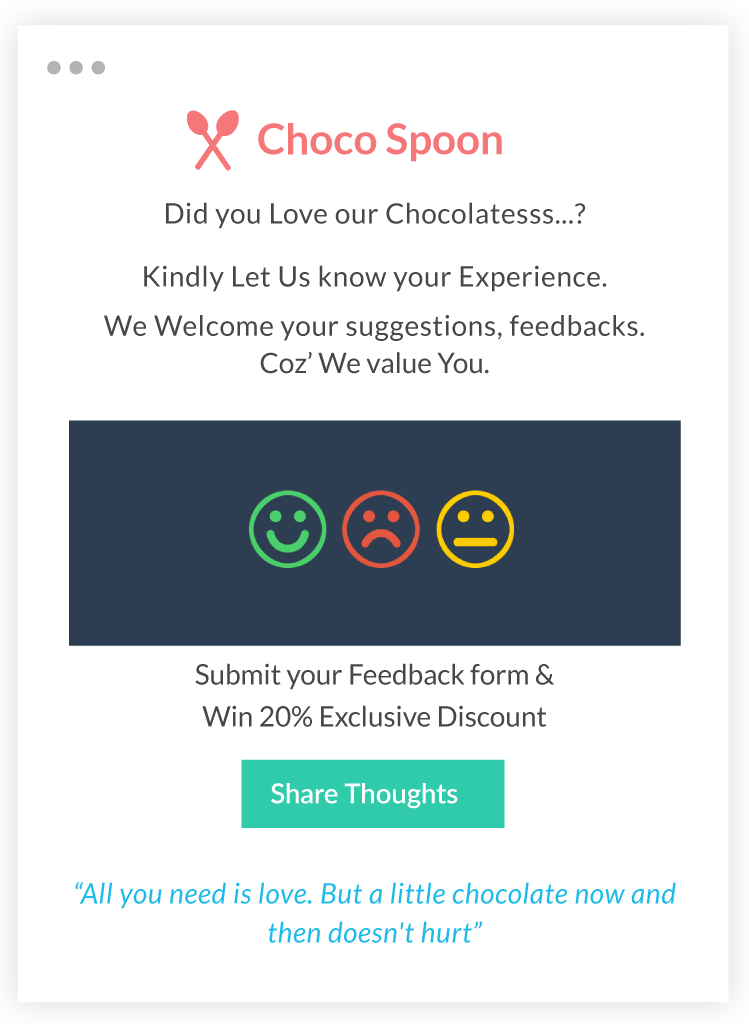 Choco Spoon
Did you Love our Chocolatesss...?
Kindly Let Us know your Experience.
We Welcome your suggestions, feedbacks.
Coz’ We value You.
Submit your Feedback form &
Win 20% Exclusive Discount
Share Thoughts
“All you need is love. But a little chocolate now and
then doesn't hurt”